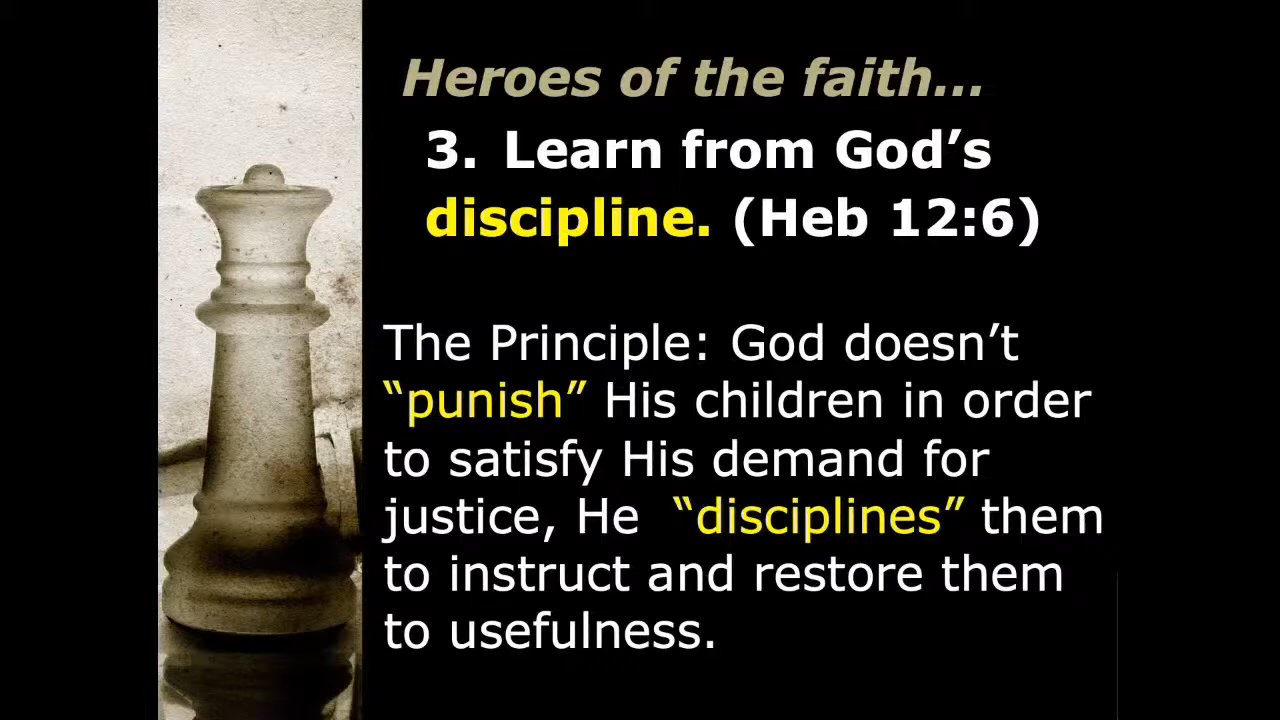 Heroes of the faith…
3. Learn from God’s
discipline. (Heb 12:6)
The Principle: God doesn’t
“punish” His children in order
to satisfy His demand for
justice, He “disciplines” them
to instruct and restore them
to usefulness.